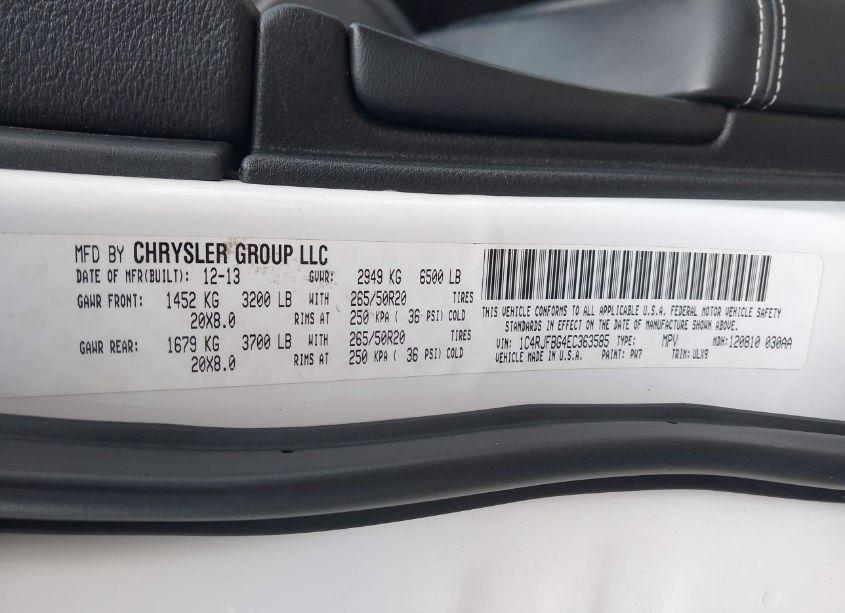 MFD BY CHRYSLER GROUP LLC
DATE OF MFR(BUILT): 12-13 GVWR: 2949 KG 6500 LB
GAWR FRONT: 1452 KG 3200 LB WITH 265/50R20 TIRES
20X8.0 RIMS AT 250 KPA ( 36 PSI) COLD
GAWR REAR: 1679 KG 3700 LB WITH 265/50R20 TIRES
20X8.0 RIMS AT 250 KPA ( 36 PSI) COLD
THIS VEHICLE CONFORMS TO ALL APPLICABLE U.S.A. FEDERAL MOTOR VEHICLE SAFETY
STANDARDS IN EFFECT ON THE DATE OF MANUFACTURE SHOWN ABOVE.
VIN: 1C4RJFBG4EC363585 TYPE: MPV MDH: 120810 030AA
VEHICLE MADE IN U.S.A. PAINT: PW7 TRIM: ULX9